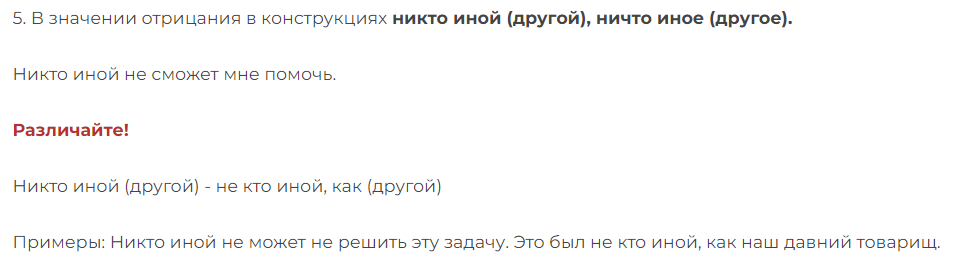 5. В значении отрицания в конструкциях никто иной (другой), ничто иное (другое).
Никто иной не сможет мне помочь.
Различайте!
Никто иной (другой) - не кто иной, как (другой)
Примеры: Никто иной не может не решить эту задачу. Это был не кто иной, как наш давний товарищ.